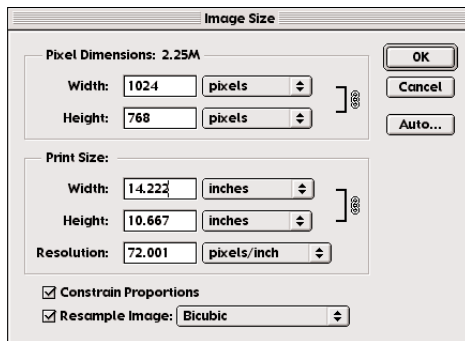 Image Size
Pixel Dimensions: 2.25M
OK
Width: 1024 pixels
Cancel
Height: 768 pixels
Auto...
Print Size:
Width: 14.222 inches
Height: 10.667 inches
Resolution: 72.001 pixels/inch
Constrain Proportions
Resample Image: Bicubic